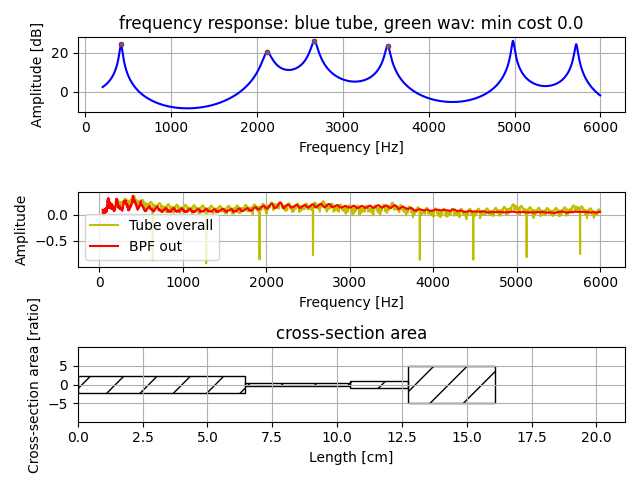 frequency response: blue tube, green wav: min cost 0.0
Amplitude [dB]
20
0
0 1000 2000 3000 4000 5000 6000
Frequency [Hz]
Amplitude
0.0
−0.5
Tube overall
BPF out
0 1000 2000 3000 4000 5000 6000
Frequency [Hz]
cross-section area
Cross-section area [ratio]
5
0
−5
0.0 2.5 5.0 7.5 10.0 12.5 15.0 17.5 20.0
Length [cm]